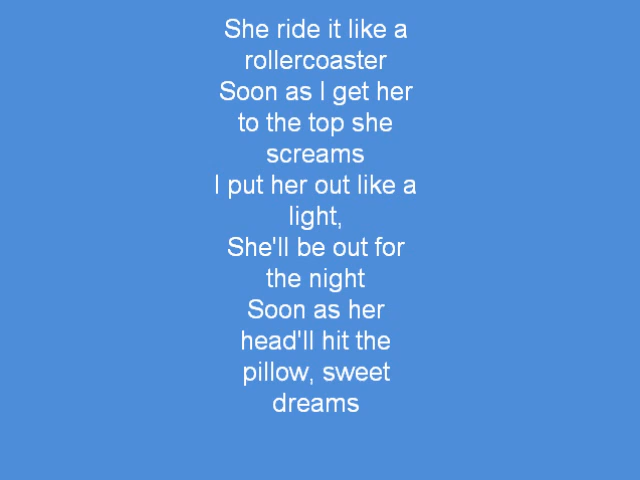 She ride it like a
rollercoaster
Soon as I get her
to the top she
screams
I put her out like a
light,
She'll be out for
the night
Soon as her
head'll hit the
pillow, sweet
dreams